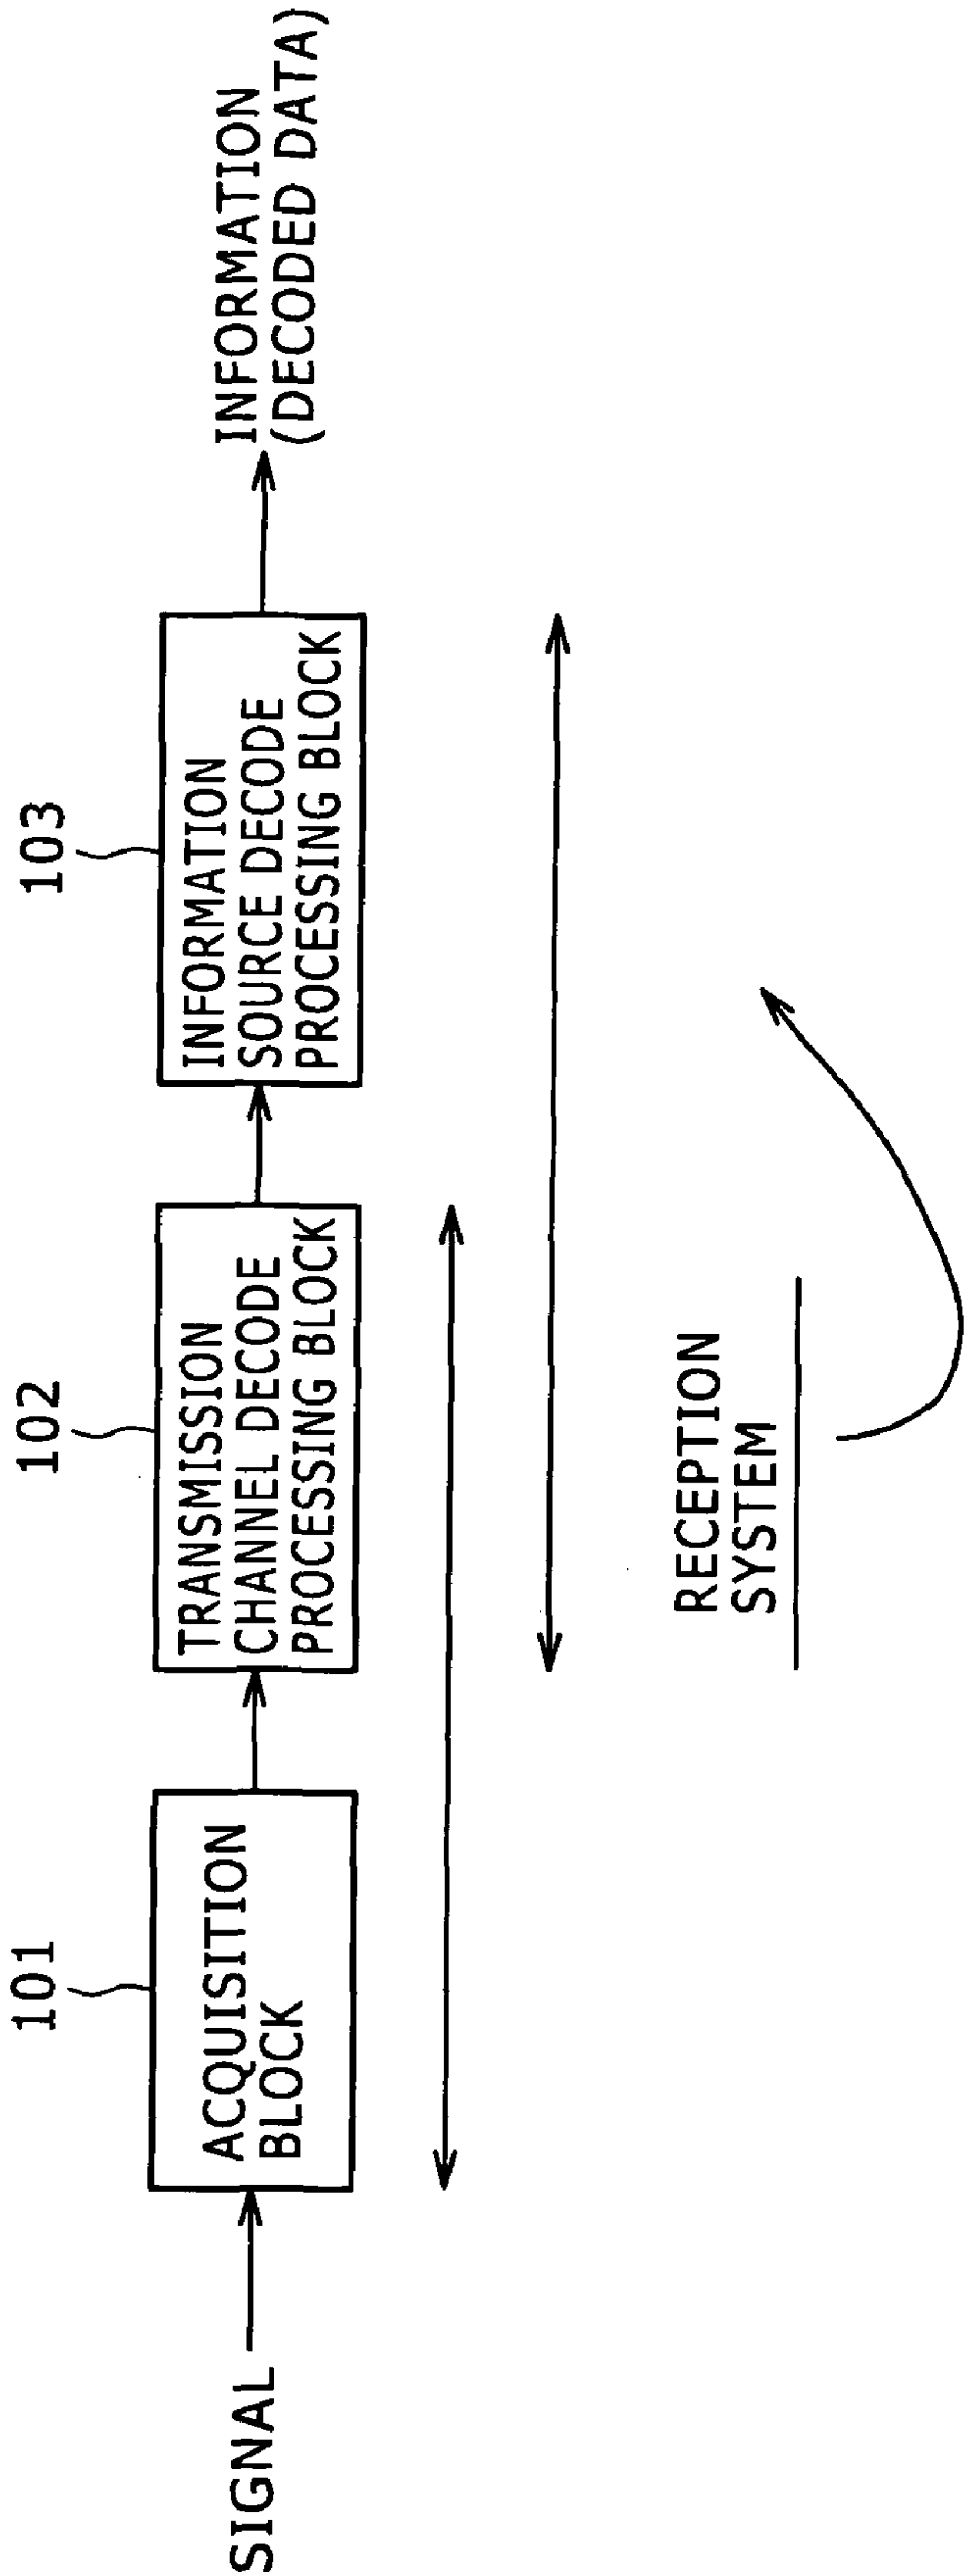 101
102
103
SIGNAL
ACQUISITION
BLOCK
TRANSMISSION
CHANNEL DECODE
PROCESSING BLOCK
INFORMATION
SOURCE DECODE
PROCESSING BLOCK
INFORMATION
(DECODED DATA)
RECEPTION
SYSTEM